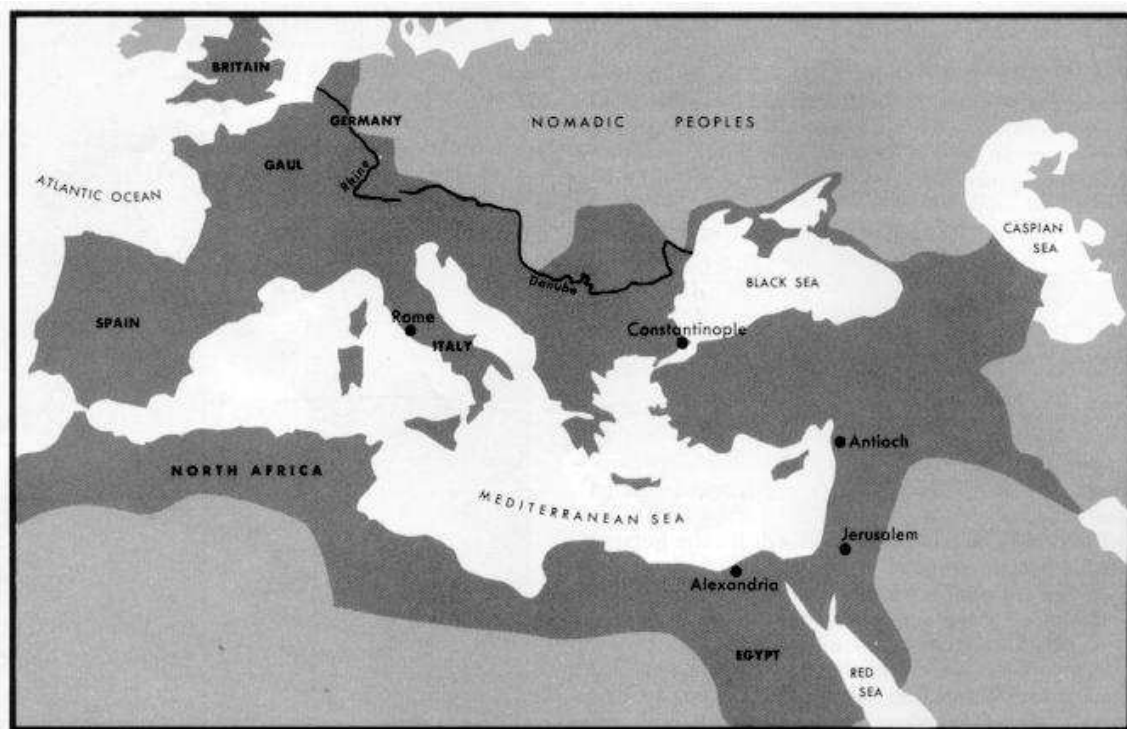 BRITAIN
GERMANY
NOMADIC PEOPLES
GAUL
Rhine
ATLANTIC OCEAN
CASPIAN
SEA
Danube
BLACK SEA
SPAIN
Rome
ITALY
Constantinople
Antioch
NORTH AFRICA
MEDITERRANEAN SEA
Jerusalem
Alexandria
EGYPT
RED
SEA